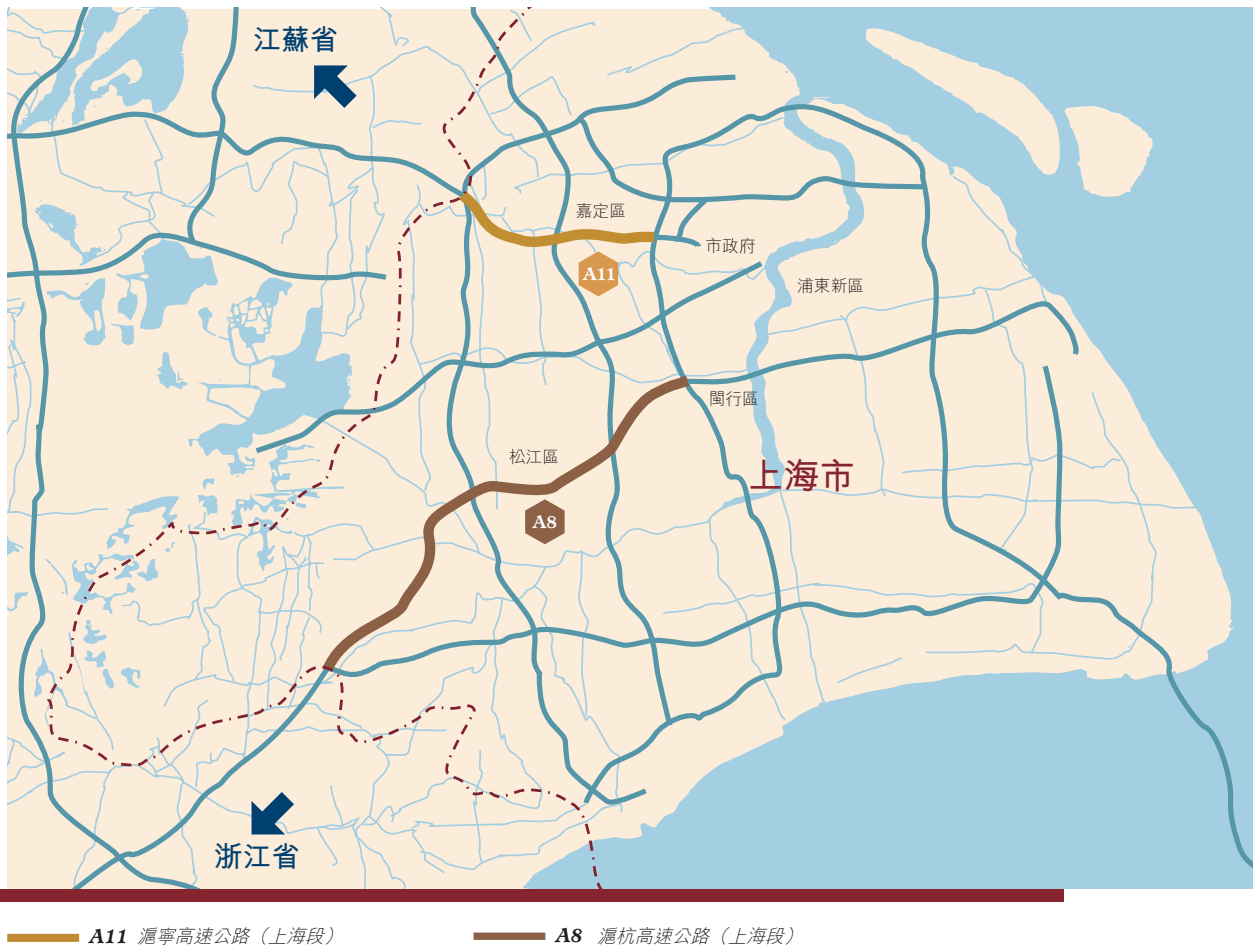 江蘇省
嘉定區
市政府
A11
浦東新區
閩行區
松江區
上海市
A8
浙江省
A11 滬寧高速公路（上海段）
A8 滬杭高速公路（上海段）